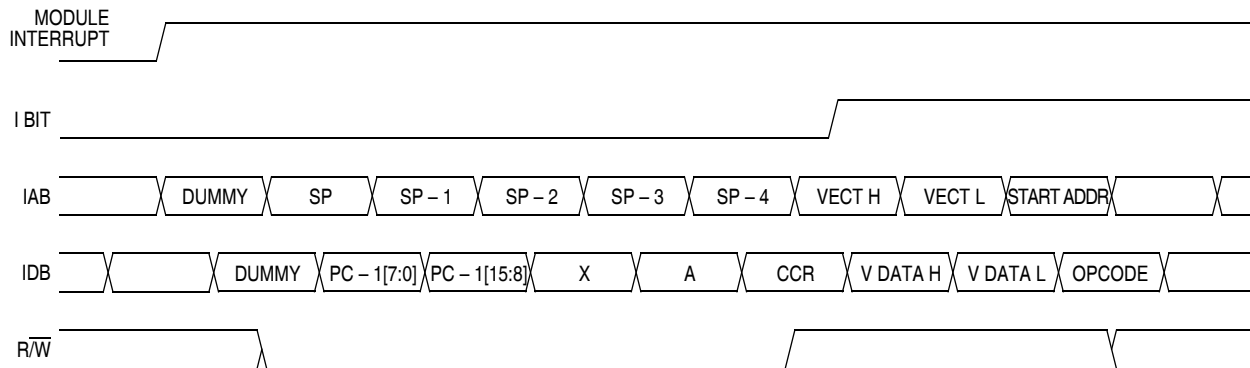 MODULE
INTERRUPT
I BIT
IAB DUMMY SP SP – 1 SP – 2 SP – 3 SP – 4 VECT H VECT L START ADDR
IDB DUMMY PC – 1[7:0] PC – 1[15:8] X A CCR V DATA H V DATA L OPCODE
R/W̅